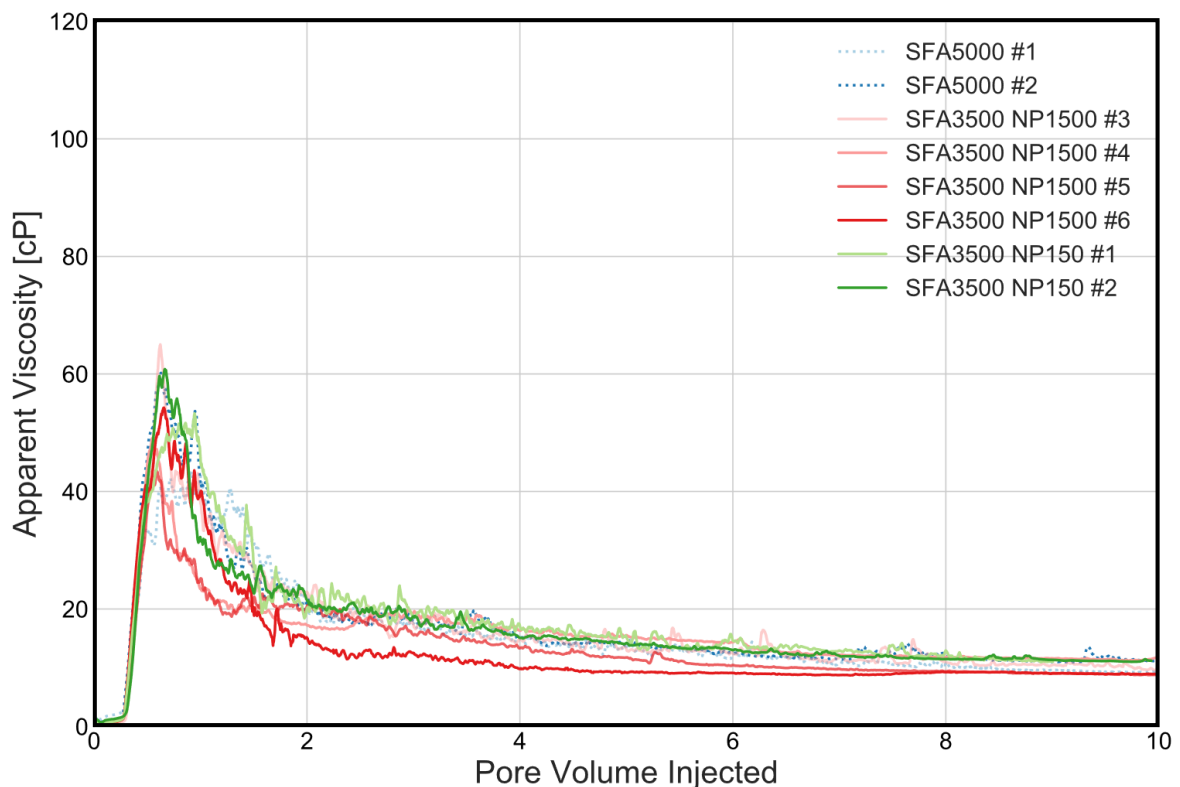 120
100
80
60
40
20
0
Apparent Viscosity [cP]
SFA5000 #1
SFA5000 #2
SFA3500 NP1500 #3
SFA3500 NP1500 #4
SFA3500 NP1500 #5
SFA3500 NP1500 #6
SFA3500 NP150 #1
SFA3500 NP150 #2
0 2 4 6 8 10
Pore Volume Injected